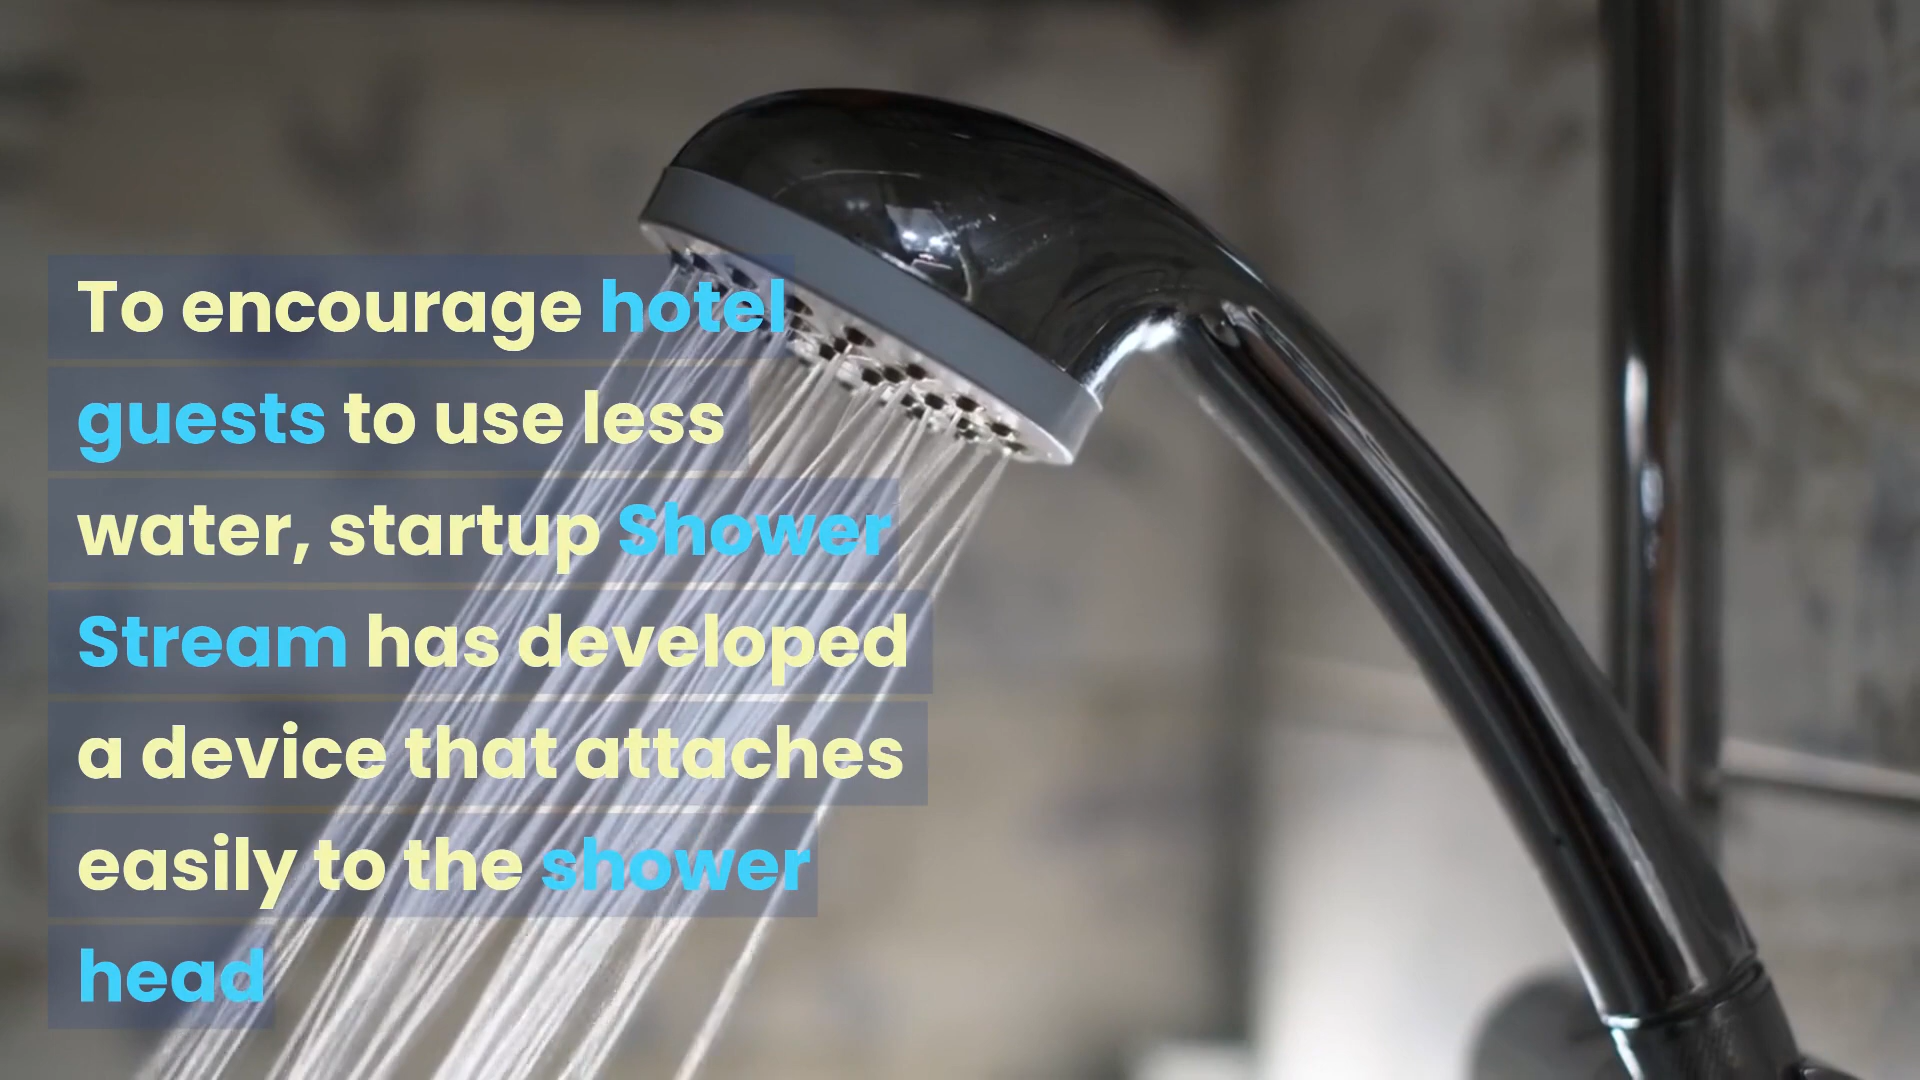 To encourage hotel
guests to use less
water, startup Shower
Stream has developed
a device that attaches
easily to the shower
head